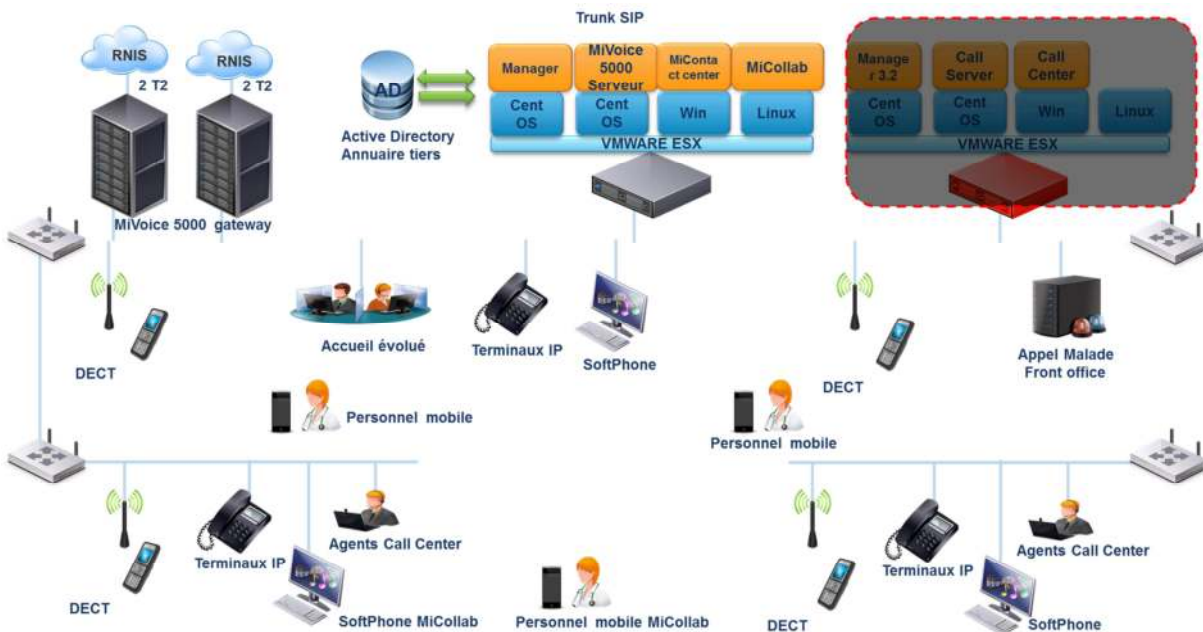 Trunk SIP
RNIS
RNIS
2 T2
2 T2
AD
Active Directory
Annuaire tiers
Manager
MiVoice
5000
Serveur
MiConta
ct center
MiCollab
Cent
OS
Cent
OS
Win
Linux
VMWARE ESX
Manage
r 3.2
Call
Server
Call
Center
Cent
OS
Cent
OS
Win
Linux
VMWARE ESX
MiVoice 5000 gateway
DECT
Accueil évolué
Terminaux IP
SoftPhone
DECT
Appel Malade
Front office
Personnel mobile
Personnel mobile
DECT
Terminaux IP
Agents Call Center
SoftPhone MiCollab
Personnel mobile MiCollab
DECT
Terminaux IP
Agents Call Center
SoftPhone